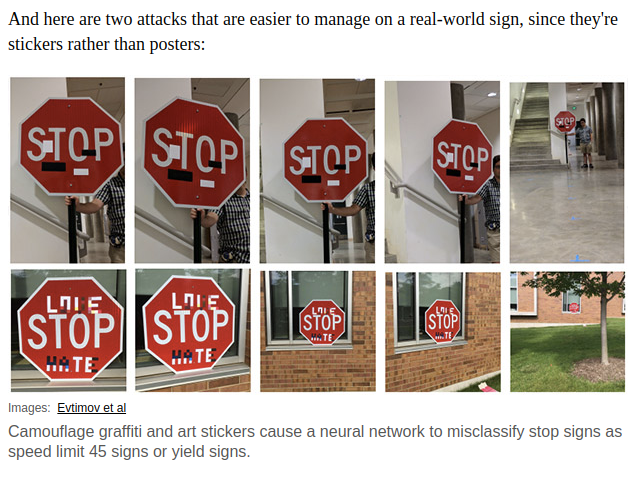 And here are two attacks that are easier to manage on a real-world sign, since they're
stickers rather than posters:
STOP STOP STOP STOP STOP
LOVE LOVE LOVE LOVE
STOP STOP STOP STOP
HATE HATE HATE HATE
Images: Evtimov et al
Camouflage graffiti and art stickers cause a neural network to misclassify stop signs as
speed limit 45 signs or yield signs.